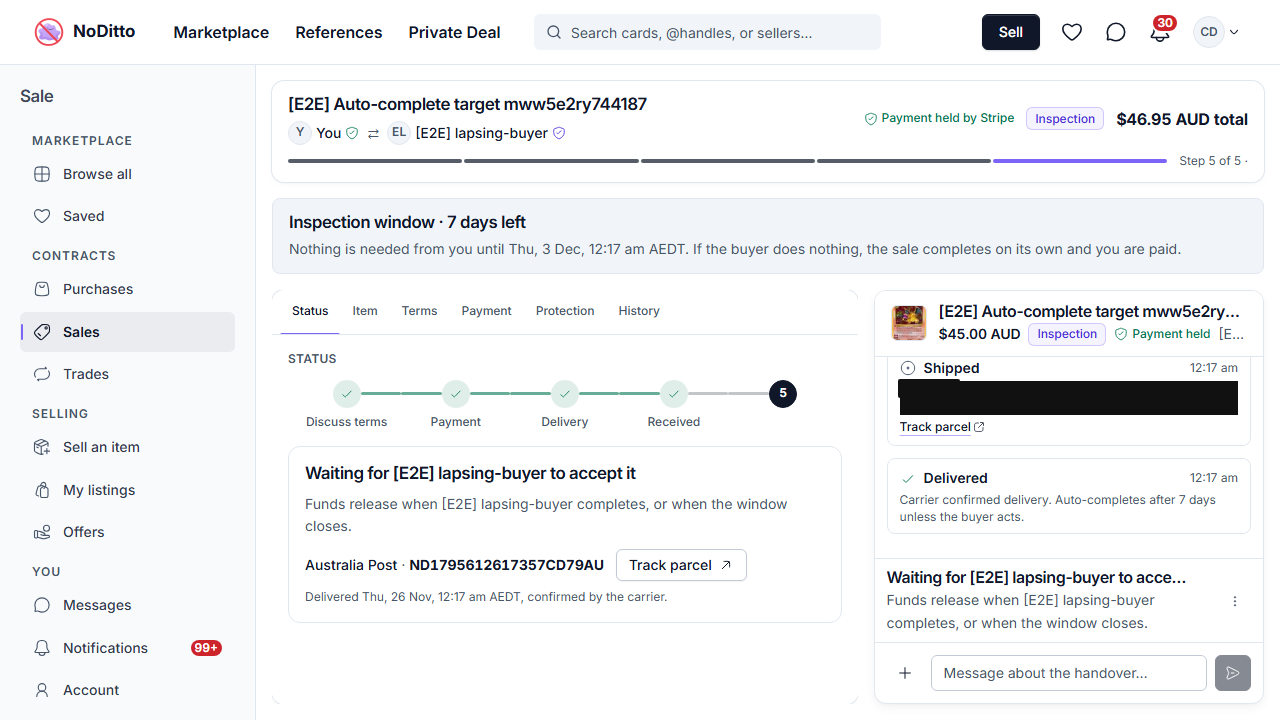 NoDitto
Marketplace
References
Private Deal
Search cards, @handles, or sellers...
Sell
30
CD
Sale
MARKETPLACE
Browse all
Saved
CONTRACTS
Purchases
Sales
Trades
SELLING
Sell an item
My listings
Offers
YOU
Messages
Notifications
99+
Account
[E2E] Auto-complete target mww5e2ry744187
Y You EL [E2E] lapsing-buyer
Payment held by Stripe
Inspection
$46.95 AUD total
Step 5 of 5 ·
Inspection window · 7 days left
Nothing is needed from you until Thu, 3 Dec, 12:17 am AEDT. If the buyer does nothing, the sale completes on its own and you are paid.
Status
Item
Terms
Payment
Protection
History
STATUS
5
Discuss terms
Payment
Delivery
Received
Waiting for [E2E] lapsing-buyer to accept it
Funds release when [E2E] lapsing-buyer completes, or when the window
closes.
Australia Post · ND1795612617357CD79AU
Track parcel
Delivered Thu, 26 Nov, 12:17 am AEDT, confirmed by the carrier.
[E2E] Auto-complete target mww5e2ry...
$45.00 AUD Inspection Payment held [E...
Shipped 12:17 am
Track parcel
Delivered 12:17 am
Carrier confirmed delivery. Auto-completes after 7 days
unless the buyer acts.
Waiting for [E2E] lapsing-buyer to acce...
Funds release when [E2E] lapsing-buyer
completes, or when the window closes.
Message about the handover...